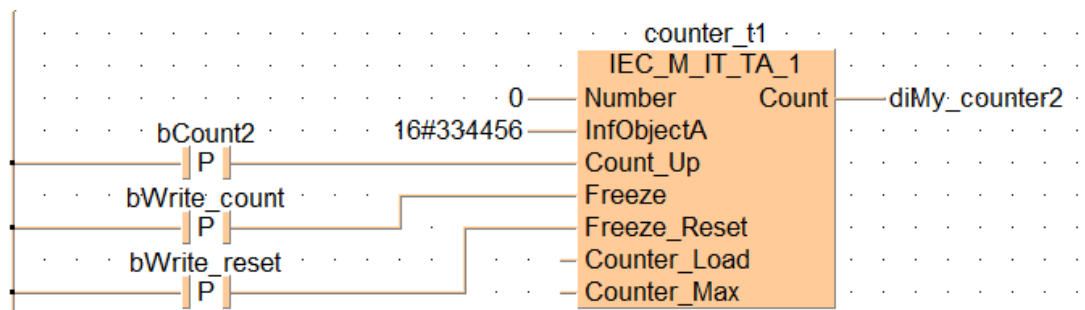 counter_t1
IEC_M_IT_TA_1
0 Number Count diMy_counter2
16#334456 InfObjectA
bCount2
P Count_Up
bWrite_count Freeze
P Freeze_Reset
bWrite_reset Counter_Load
P Counter_Max